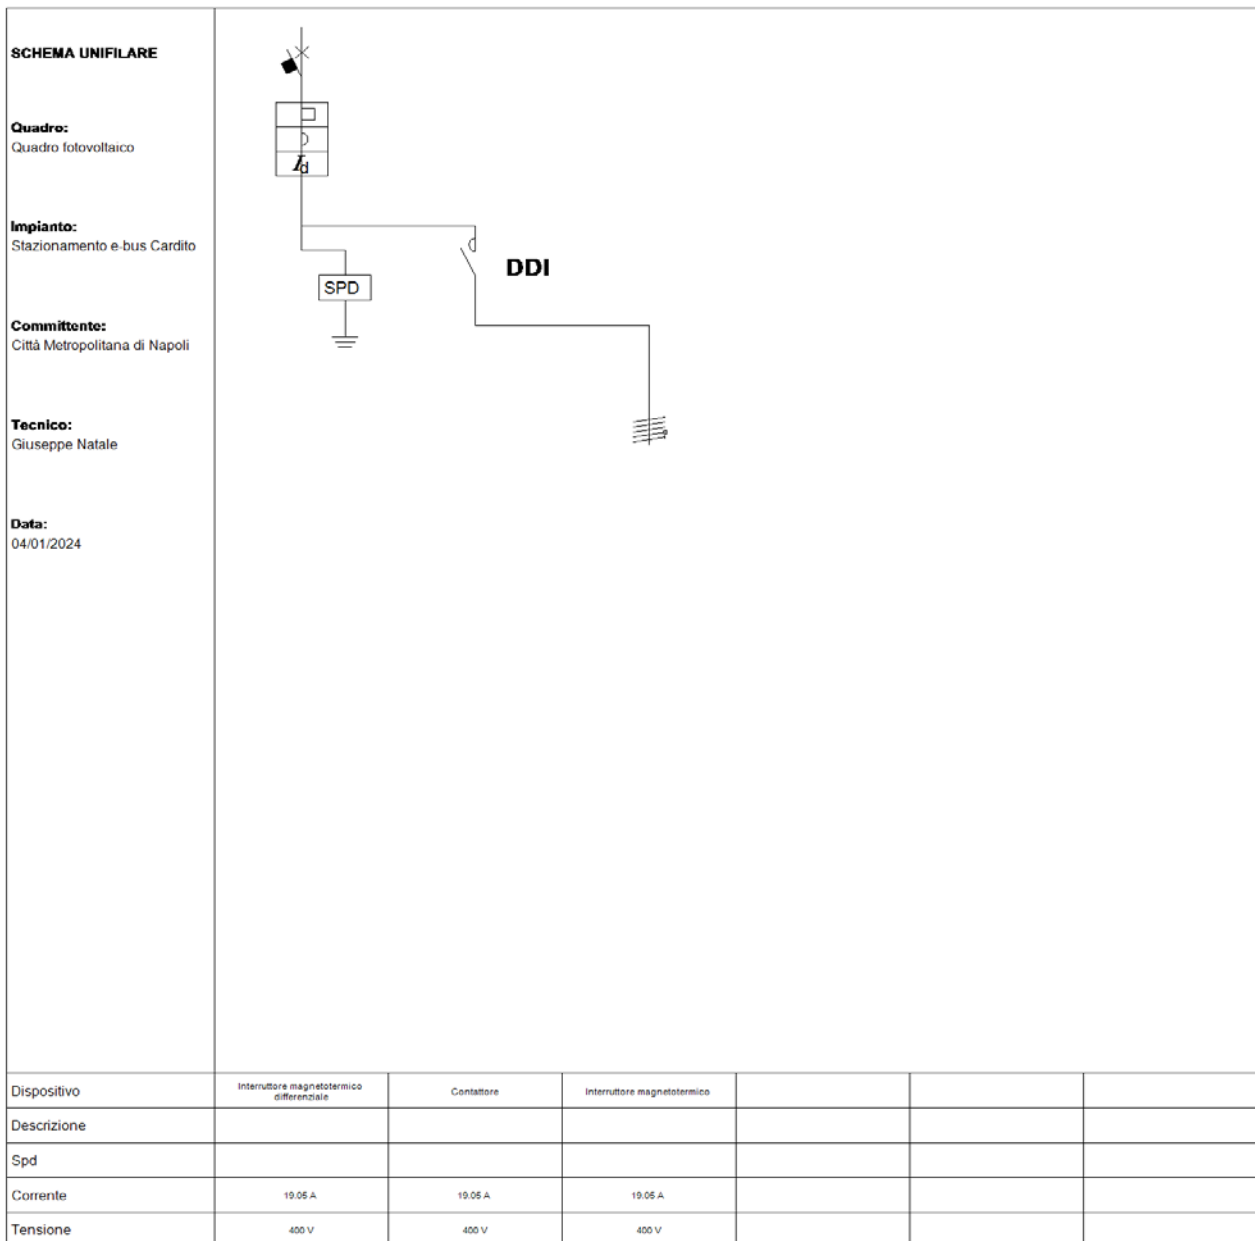 SCHEMA UNIFILARE
Quadro:
Quadro fotovoltaico
Impianto:
Stazionamento e-bus Cardito
Committente:
Città Metropolitana di Napoli
Tecnico:
Giuseppe Natale
Data:
04/01/2024
Id
SPD
DDI
Dispositivo
Interruttore magnetotermico
differenziale
Contattore
Interruttore magnetotermico
Descrizione
Spd
Corrente
19.05 A
19.05 A
19.05 A
Tensione
400 V
400 V
400 V